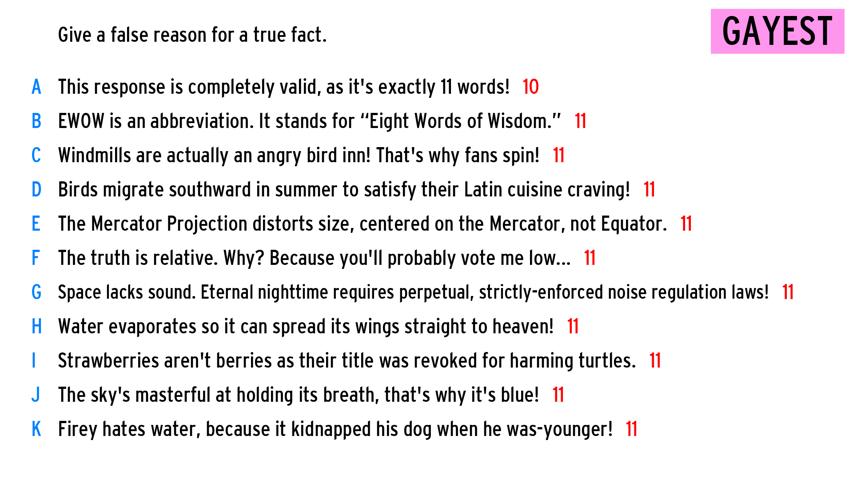 Give a false reason for a true fact.
GAYEST
A This response is completely valid, as it's exactly 11 words! 10
B EWOW is an abbreviation. It stands for “Eight Words of Wisdom.” 11
C Windmills are actually an angry bird inn! That's why fans spin! 11
D Birds migrate southward in summer to satisfy their Latin cuisine craving! 11
E The Mercator Projection distorts size, centered on the Mercator, not Equator. 11
F The truth is relative. Why? Because you'll probably vote me low... 11
G Space lacks sound. Eternal nighttime requires perpetual, strictly-enforced noise regulation laws! 11
H Water evaporates so it can spread its wings straight to heaven! 11
I Strawberries aren't berries as their title was revoked for harming turtles. 11
J The sky's masterful at holding its breath, that's why it's blue! 11
K Firey hates water, because it kidnapped his dog when he was-younger! 11